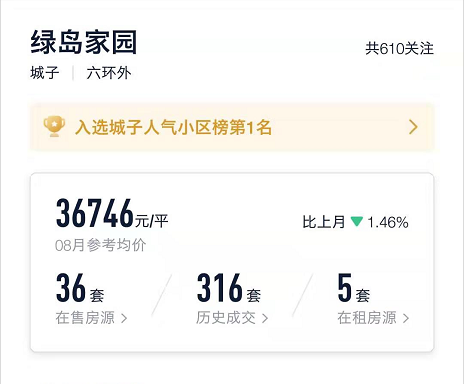 绿岛家园
共610关注
城子 | 六环外
入选城子人气小区榜第1名
36746元/平
比上月 1.46%
08月参考均价
36套 316套 5套
在售房源 历史成交 在租房源